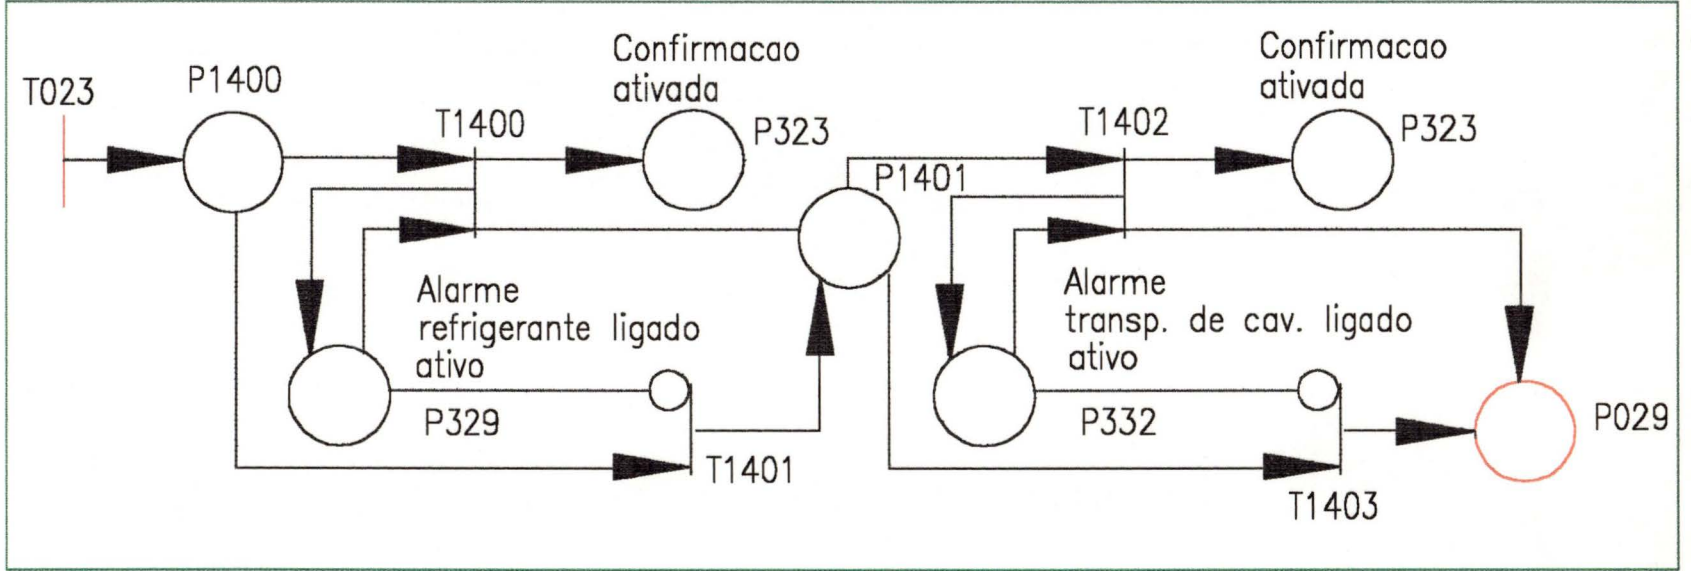 T023
P1400
T1400
Confirmacao
ativada
P323
P1401
T1402
Confirmacao
ativada
P323
Alarme
refrigerante ligado
ativo
P329
T1401
Alarme
transp. de cav. ligado
ativo
P332
T1403
P029